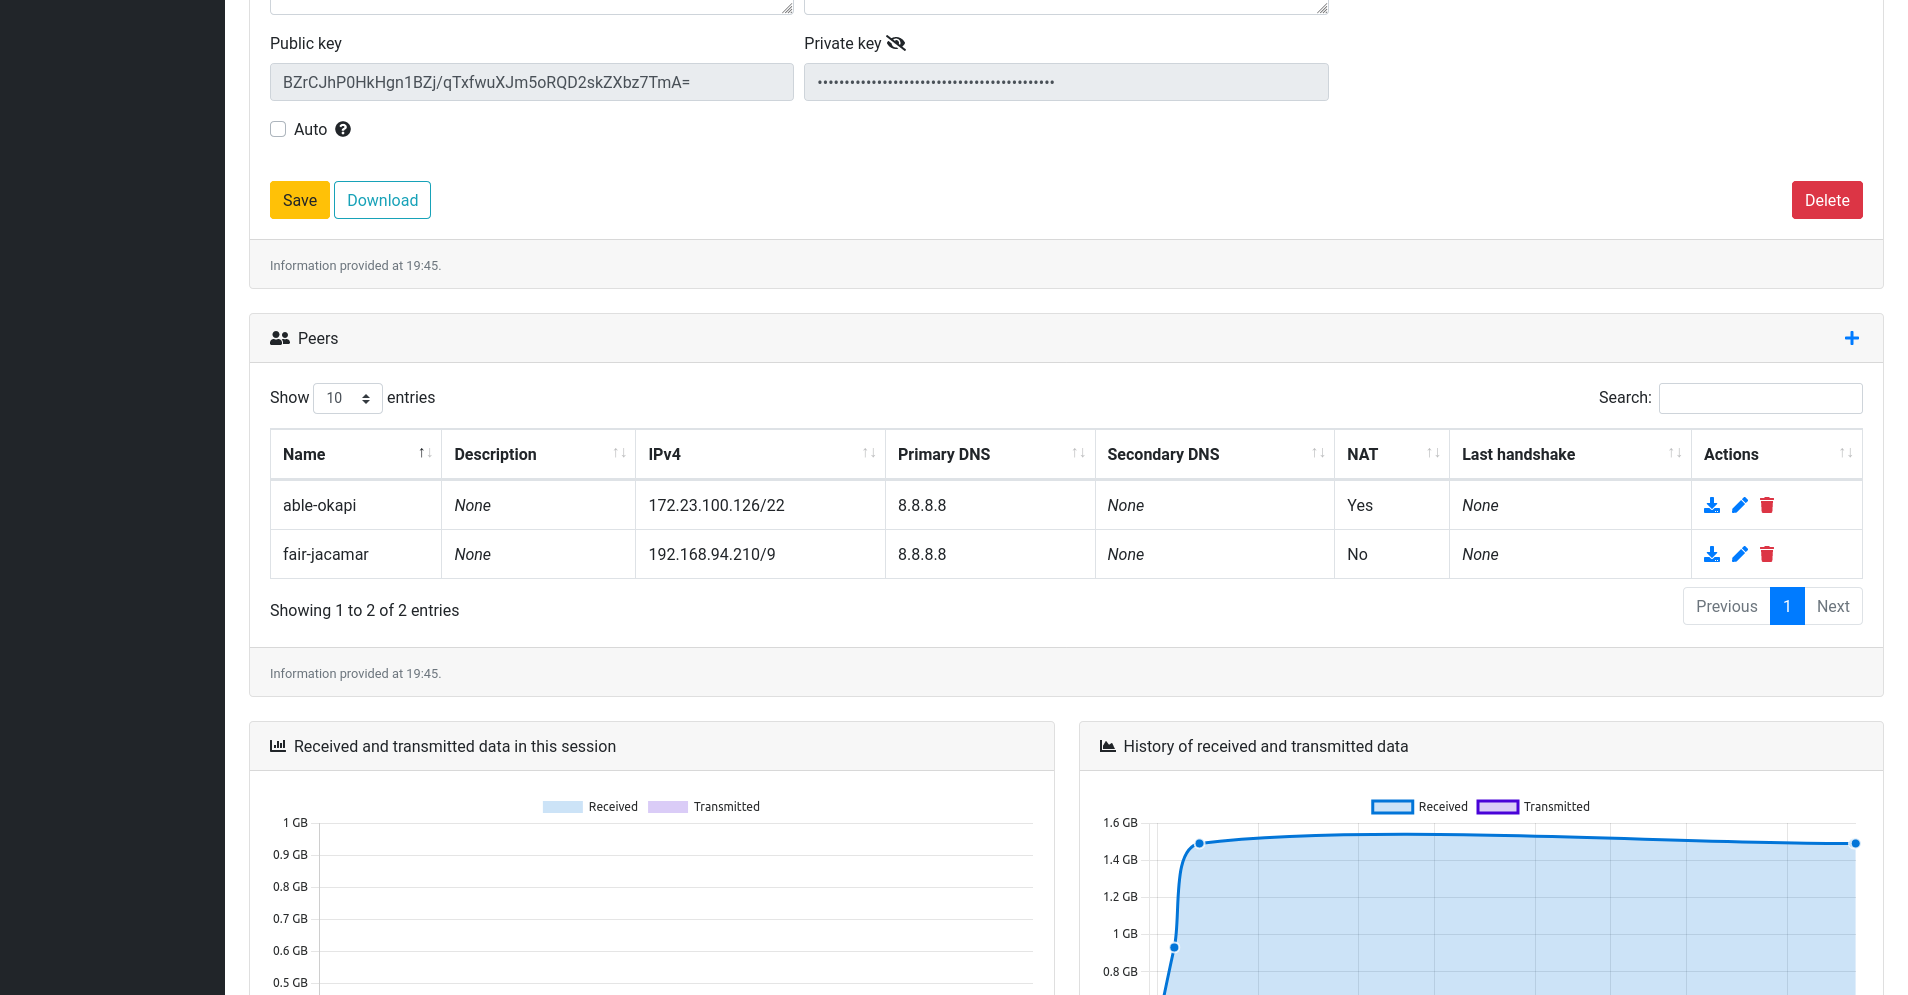 Public key
Private key
BZrCJhP0HkHgn1BZj/qTxfwuXJm5oRQD2skZXbz7TmA=
••••••••••••••••••••••••••••••••••••••••••••
Auto
Save Download Delete
Information provided at 19:45.
Peers
Show 10 entries Search:
Name Description IPv4 Primary DNS Secondary DNS NAT Last handshake Actions
able-okapi None 172.23.100.126/22 8.8.8.8 None Yes None
fair-jacamar None 192.168.94.210/9 8.8.8.8 None No None
Showing 1 to 2 of 2 entries
Previous 1 Next
Information provided at 19:45.
Received and transmitted data in this session
Received Transmitted
1 GB
0.9 GB
0.8 GB
0.7 GB
0.6 GB
0.5 GB
History of received and transmitted data
Received Transmitted
1.6 GB
1.4 GB
1.2 GB
1 GB
0.8 GB